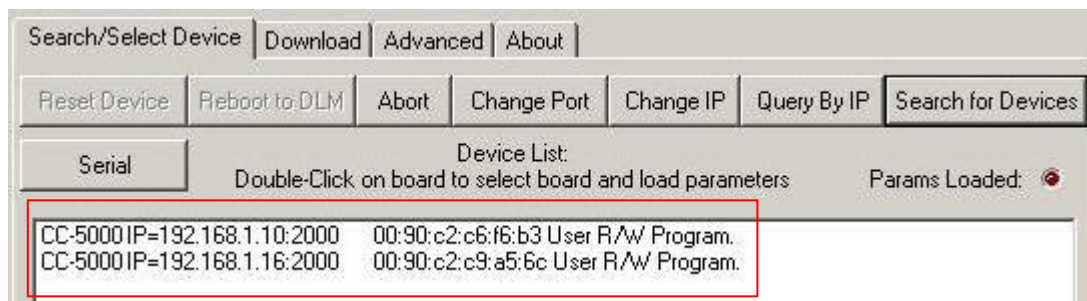 Search/Select Device Download Advanced About
Reset Device Reboot to DLM Abort Change Port Change IP Query By IP Search for Devices
Serial
Device List:
Double-Click on board to select board and load parameters
Params Loaded:
CC-5000 IP=192.168.1.10:2000 00:90:c2:c6:f6:b3 User R/W Program.
CC-5000 IP=192.168.1.16:2000 00:90:c2:c9:a5:6c User R/W Program.